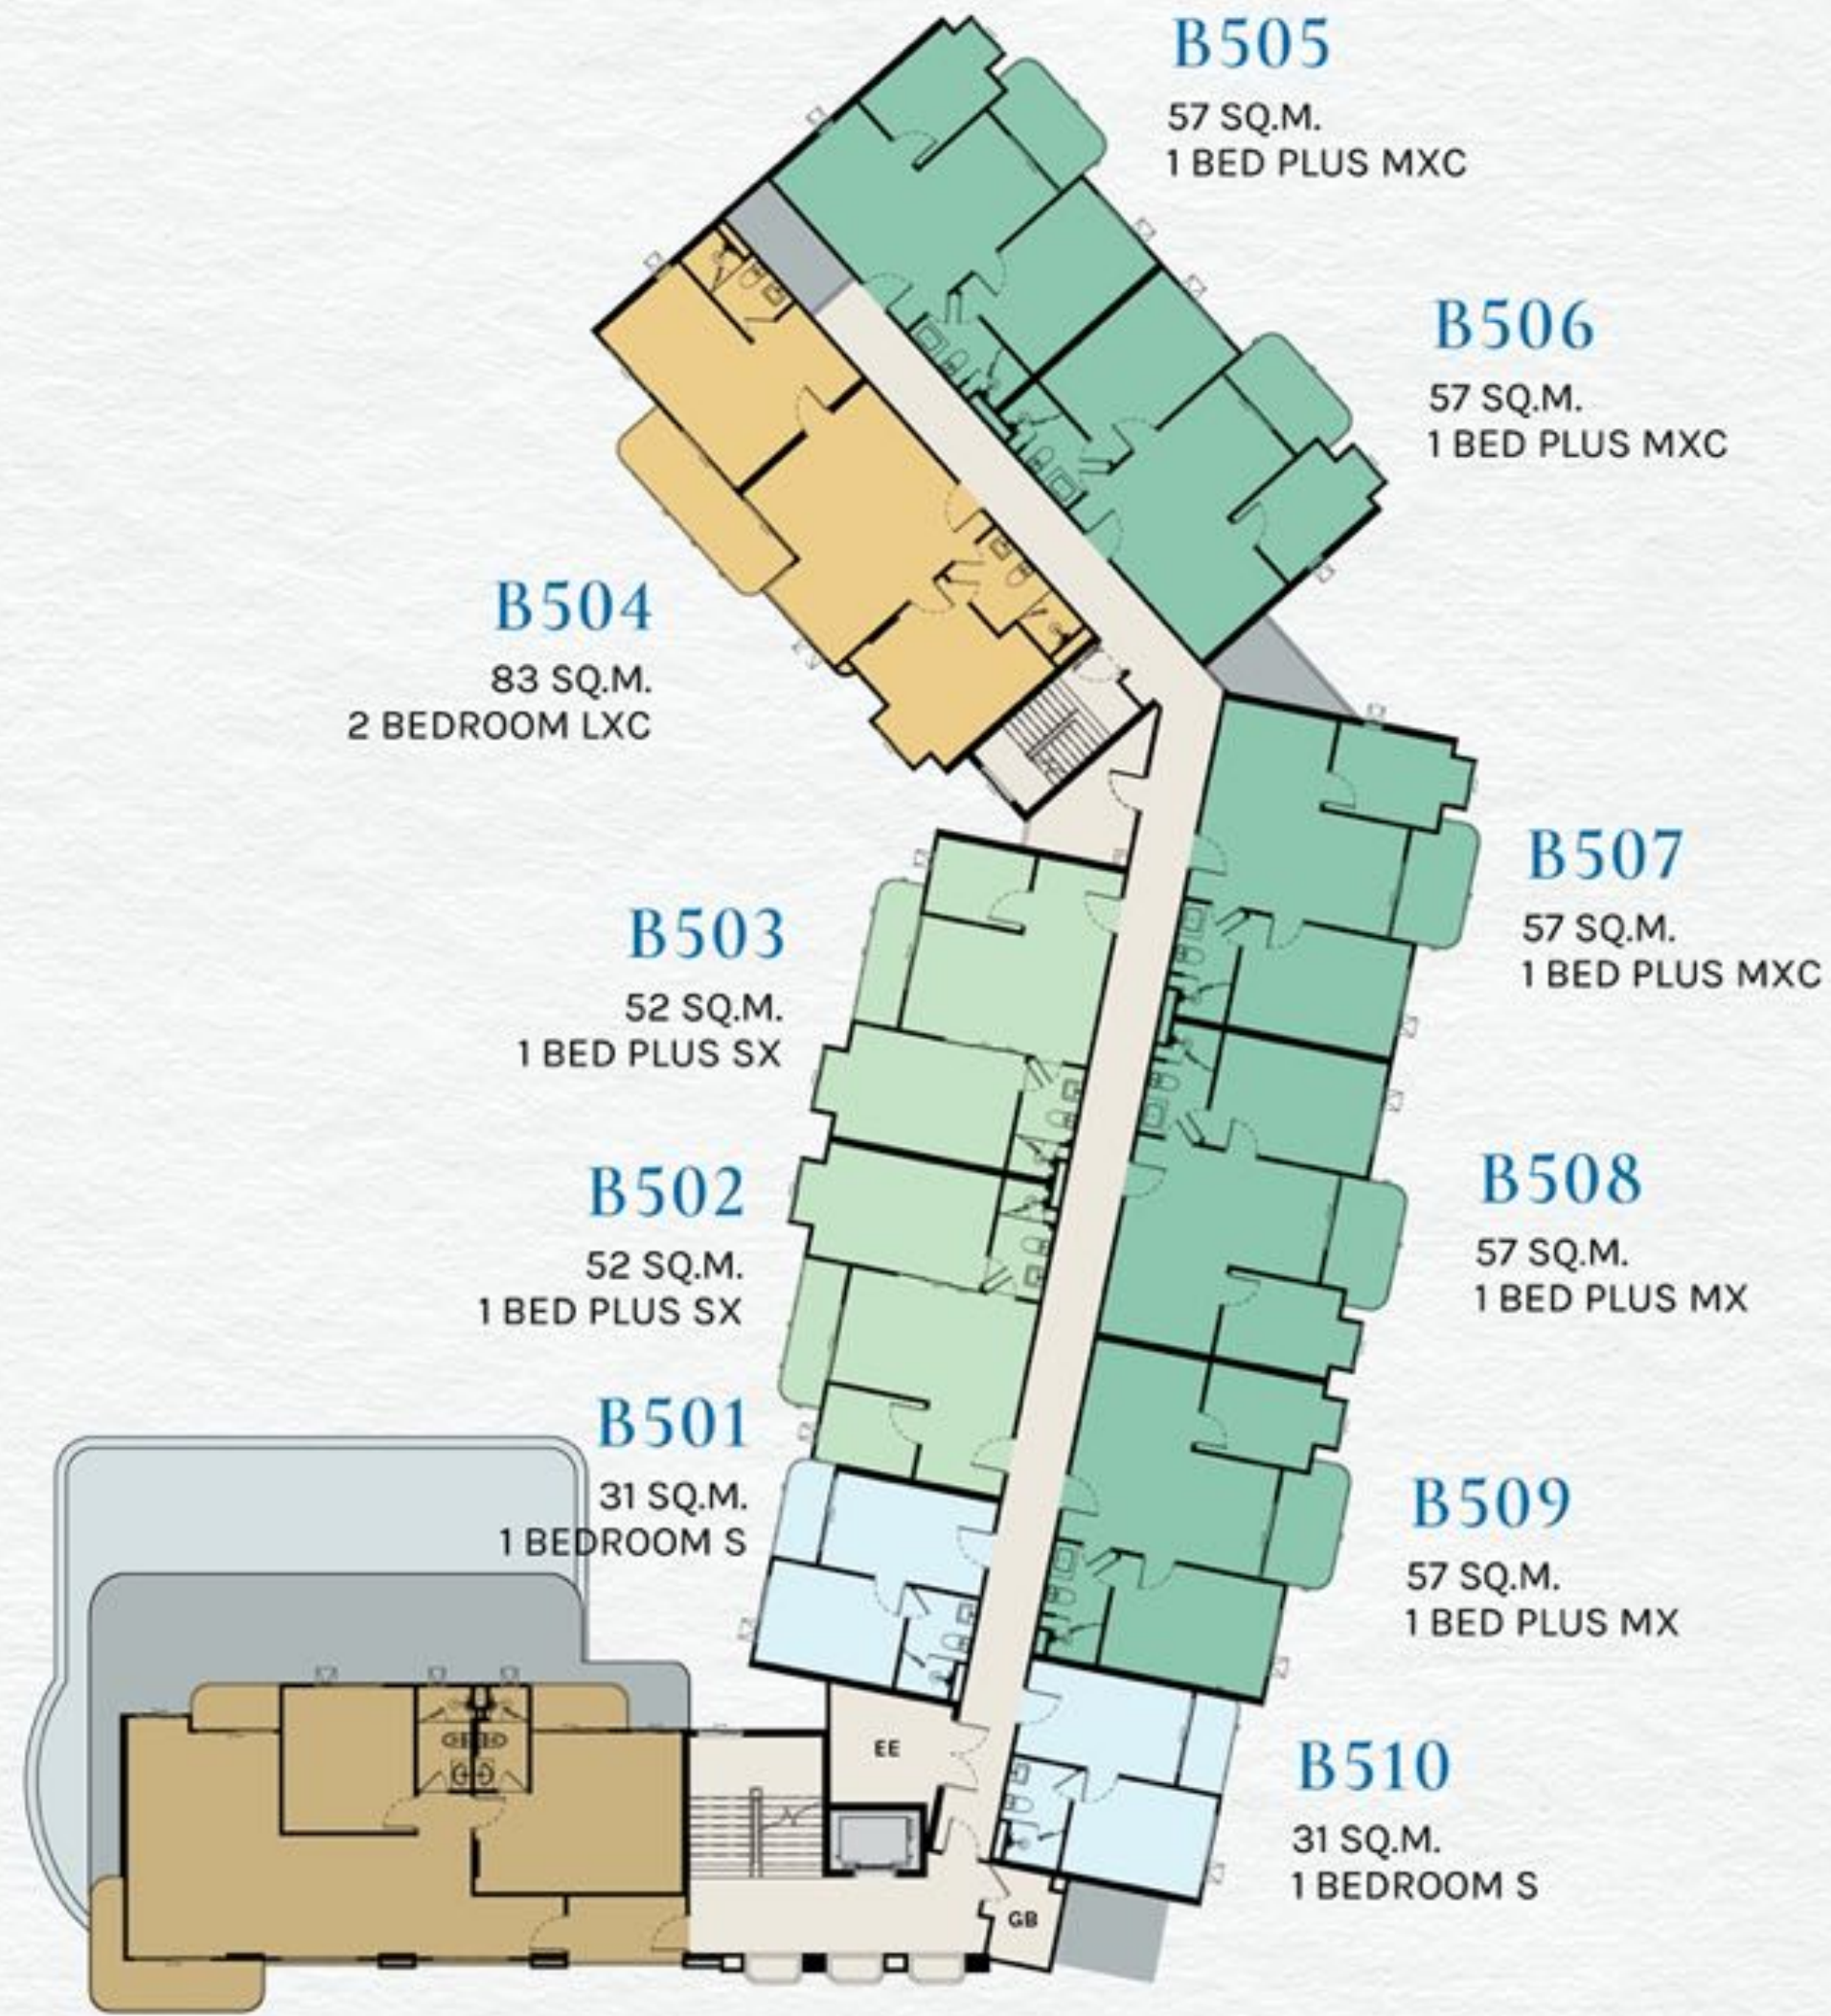 B505
57 SQ.M.
1 BED PLUS MXC
B506
57 SQ.M.
1 BED PLUS MXC
B504
83 SQ.M.
2 BEDROOM LXC
B507
57 SQ.M.
1 BED PLUS MXC
B503
52 SQ.M.
1 BED PLUS SX
B508
57 SQ.M.
1 BED PLUS MX
B502
52 SQ.M.
1 BED PLUS SX
B501
31 SQ.M.
1 BEDROOM S
B509
57 SQ.M.
1 BED PLUS MX
EE
B510
31 SQ.M.
1 BEDROOM S
GB